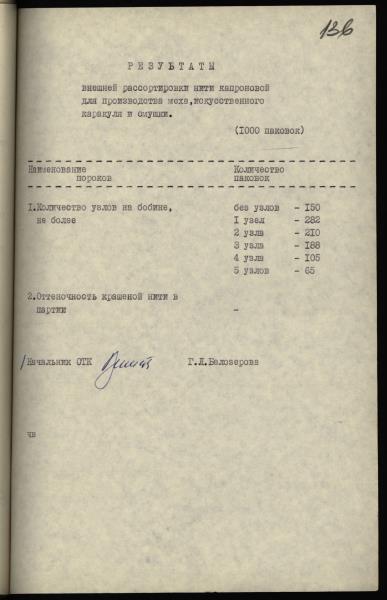 136
РЕЗУЛЬТАТЫ
внешней рассортировки нити капроновой
для производства меха,искусственного
каракуля и смушки.
(1000 паковок)
Наименование Количество
пороков паковок
1.Количество узлов на бобине, без узлов - 150
не более 1 узел - 282
2 узла - 210
3 узла - 188
4 узла - 105
5 узлов - 65
2.Оттеночность крашеной нити в
партии -
Начальник ОТК Г.Л.Белозерова
чв